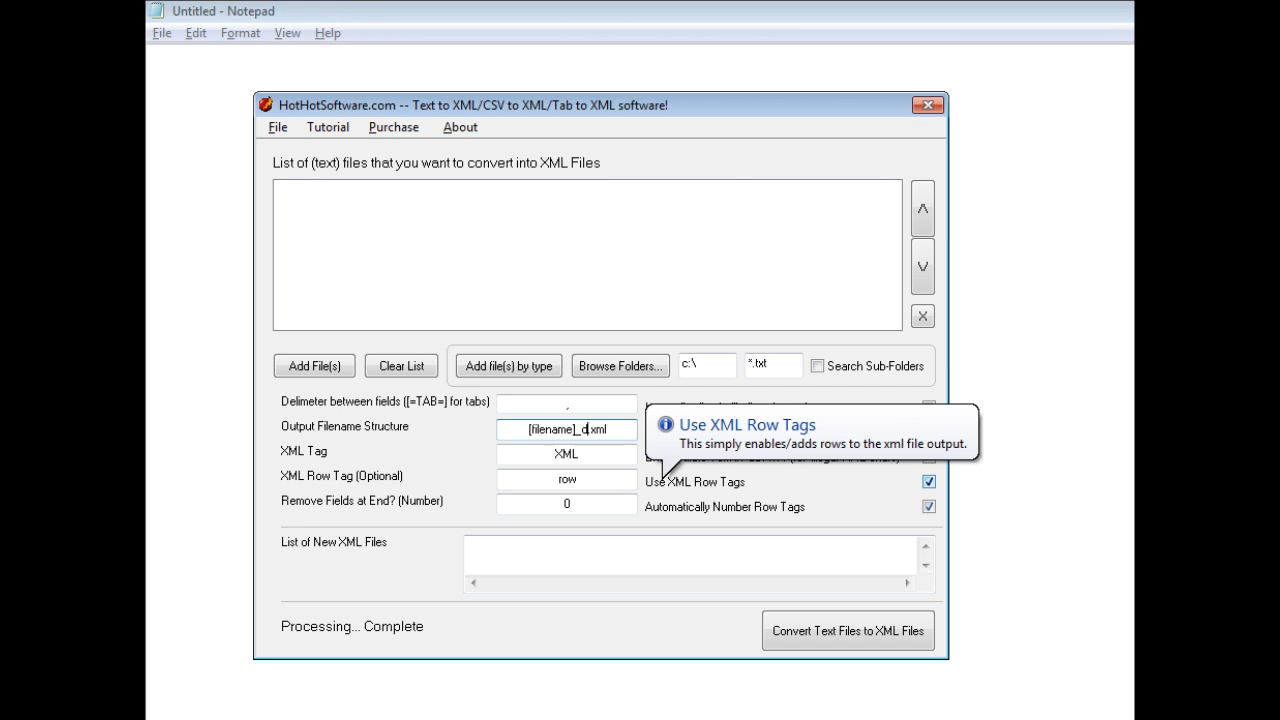 Untitled - Notepad
File Edit Format View Help
HotHotSoftware.com -- Text to XML/CSV to XML/Tab to XML software!
File Tutorial Purchase About
List of (text) files that you want to convert into XML Files
Λ
V
X
Add File(s) Clear List Add file(s) by type Browse Folders... c:\ *.txt Search Sub-Folders
Delimeter between fields ([=TAB=] for tabs) ,
Output Filename Structure [filename]_d.xml
Use XML Row Tags
This simply enables/adds rows to the xml file output.
XML Tag XML
XML Row Tag (Optional) row Use XML Row Tags
Remove Fields at End? (Number) 0 Automatically Number Row Tags
List of New XML Files
Processing... Complete
Convert Text Files to XML Files